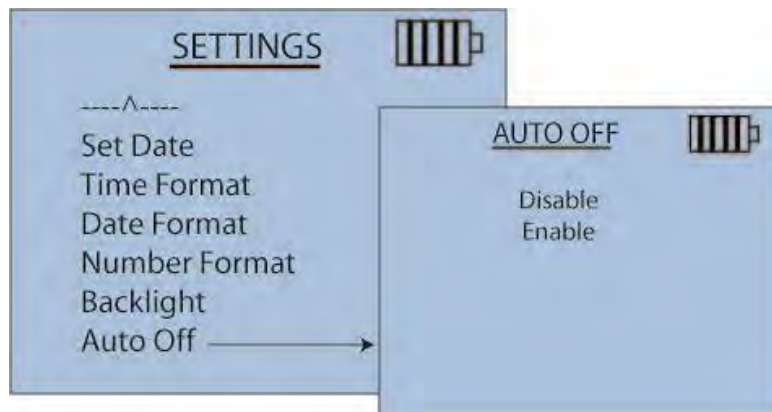 SETTINGS
----^----
Set Date
Time Format
Date Format
Number Format
Backlight
Auto Off
AUTO OFF
Disable
Enable